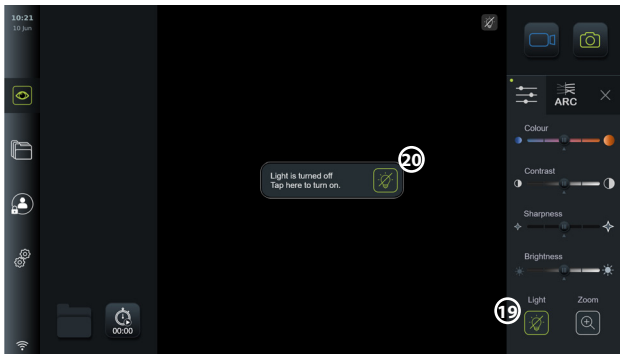 10:21
10 Jun
ARC
Colour
Contrast
20
Light is turned off
Tap here to turn on.
Sharpness
Brightness
19
Light
Zoom
00:00